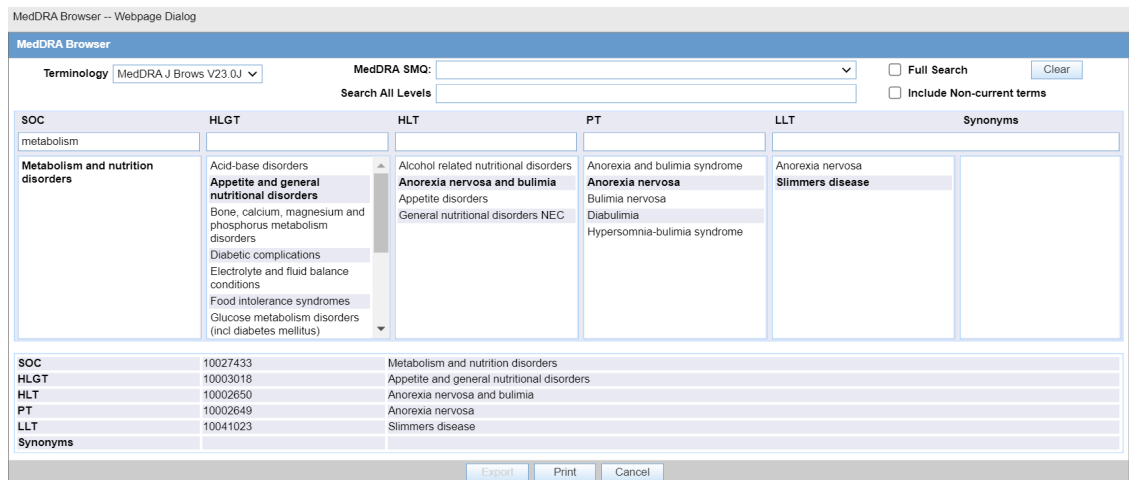 MedDRA Browser -- Webpage Dialog
MedDRA Browser
Terminology MedDRA J Brows V23.0J MedDRA SMQ: Full Search Clear
Search All Levels Include Non-current terms
SOC HLGT HLT PT LLT Synonyms
metabolism
Metabolism and nutrition
disorders
Acid-base disorders
Appetite and general
nutritional disorders
Bone, calcium, magnesium and
phosphorus metabolism
disorders
Diabetic complications
Electrolyte and fluid balance
conditions
Food intolerance syndromes
Glucose metabolism disorders
(incl diabetes mellitus)
Alcohol related nutritional disorders
Anorexia nervosa and bulimia
Appetite disorders
General nutritional disorders NEC
Anorexia and bulimia syndrome
Anorexia nervosa
Bulimia nervosa
Diabulimia
Hypersomnia-bulimia syndrome
Anorexia nervosa
Slimmers disease
SOC 10027433 Metabolism and nutrition disorders
HLGT 10003018 Appetite and general nutritional disorders
HLT 10002650 Anorexia nervosa and bulimia
PT 10002649 Anorexia nervosa
LLT 10041023 Slimmers disease
Synonyms
Export Print Cancel